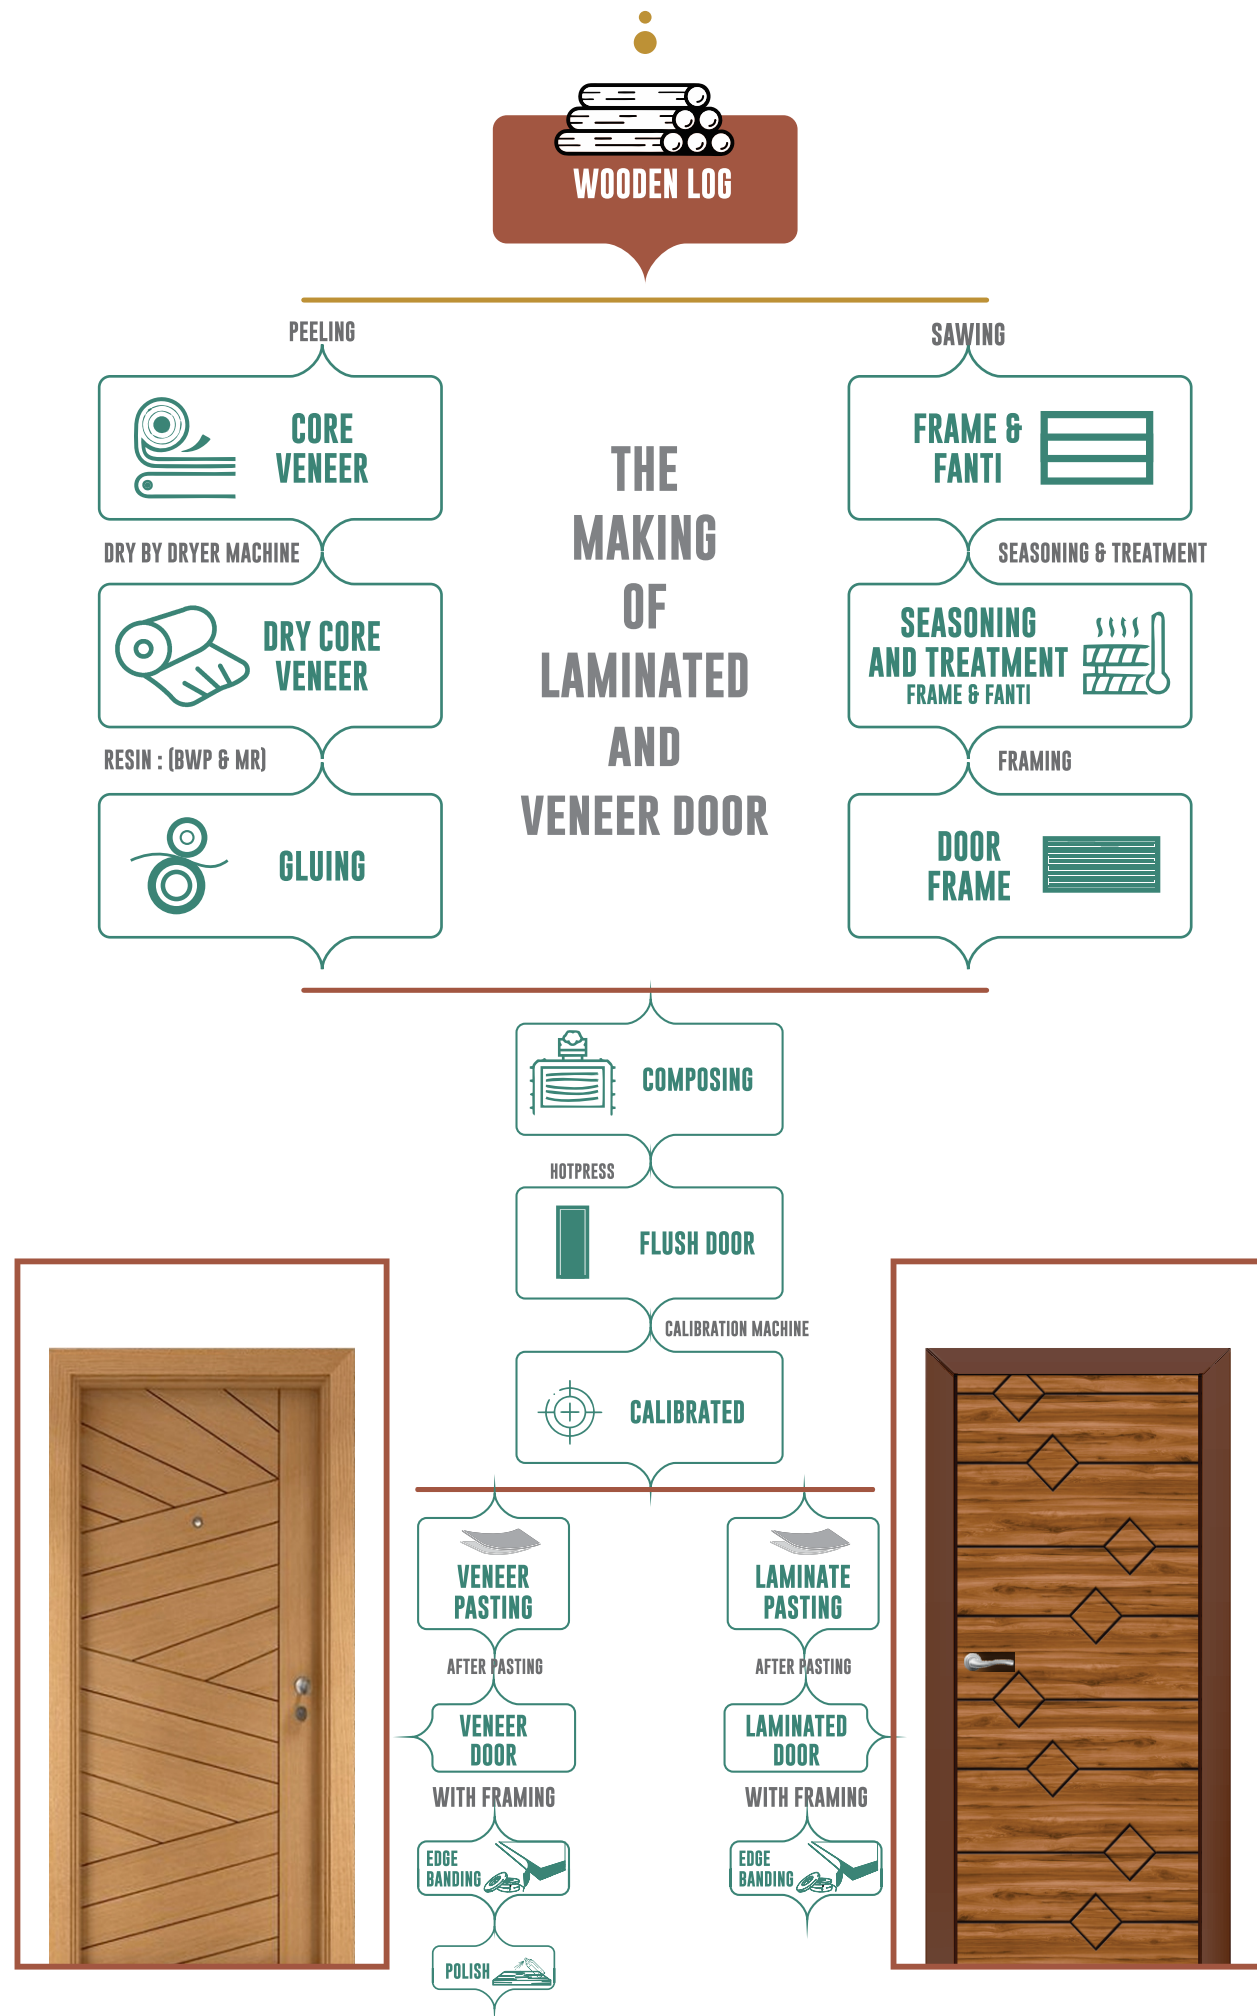 WOODEN LOG
PEELING
SAWING
CORE
VENEER
FRAME &
FANTI
THE
MAKING
OF
LAMINATED
AND
VENEER DOOR
DRY BY DRYER MACHINE
SEASONING & TREATMENT
DRY CORE
VENEER
SEASONING
AND TREATMENT
FRAME & FANTI
RESIN : (BWP & MR)
FRAMING
GLUING
DOOR
FRAME
COMPOSING
HOTPRESS
FLUSH DOOR
CALIBRATION MACHINE
CALIBRATED
VENEER
PASTING
LAMINATE
PASTING
AFTER PASTING
AFTER PASTING
VENEER
DOOR
LAMINATED
DOOR
WITH FRAMING
WITH FRAMING
EDGE
BANDING
EDGE
BANDING
POLISH